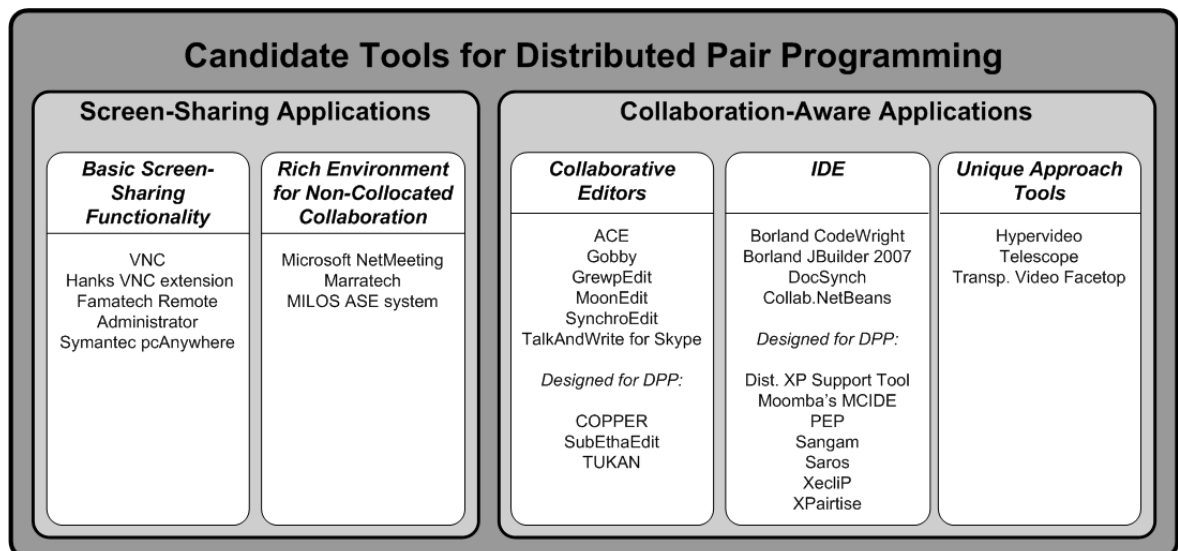 Candidate Tools for Distributed Pair Programming
Screen-Sharing Applications
Basic Screen-
Sharing
Functionality
VNC
Hanks VNC extension
Famatech Remote
Administrator
Symantec pcAnywhere
Rich Environment
for Non-Collocated
Collaboration
Microsoft NetMeeting
Marratech
MILOS ASE system
Collaboration-Aware Applications
Collaborative
Editors
ACE
Gobby
GrewpEdit
MoonEdit
SynchroEdit
TalkAndWrite for Skype
Designed for DPP:
COPPER
SubEthaEdit
TUKAN
IDE
Borland CodeWright
Borland JBuilder 2007
DocSynch
Collab.NetBeans
Designed for DPP:
Dist. XP Support Tool
Moomba's MCIDE
PEP
Sangam
Saros
XecliP
XPairtise
Unique Approach
Tools
Hypervideo
Telescope
Transp. Video Facetop